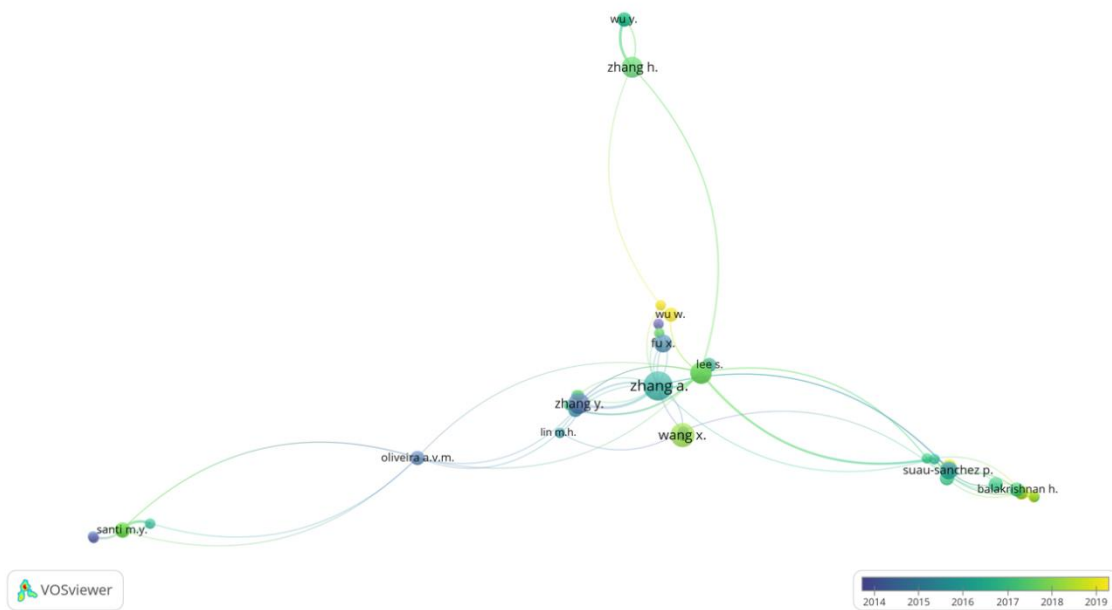 wu y.
zhang h.
wu w.
fu x.
lee s.
zhang a.
zhang y.
lin m.h.
wang x.
oliveira a.v.m.
suau-sanchez p.
balakrishnan h.
santi m.y.
VOSviewer
2014 2015 2016 2017 2018 2019